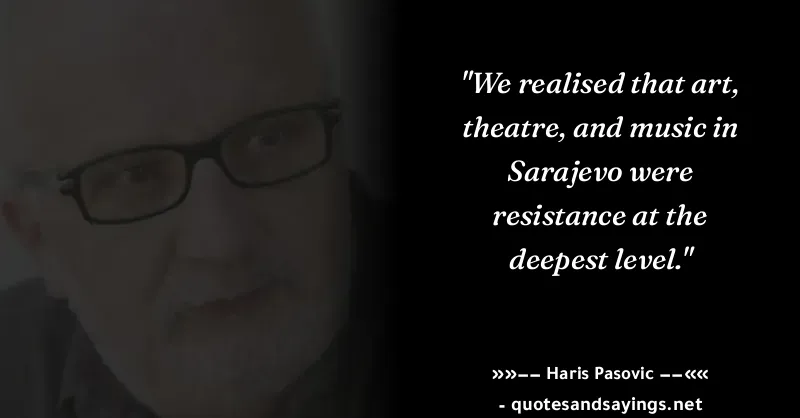 "We realised that art,
theatre, and music in
Sarajevo were
resistance at the
deepest level."
»»−− Haris Pasovic −−««
- quotesandsayings.net